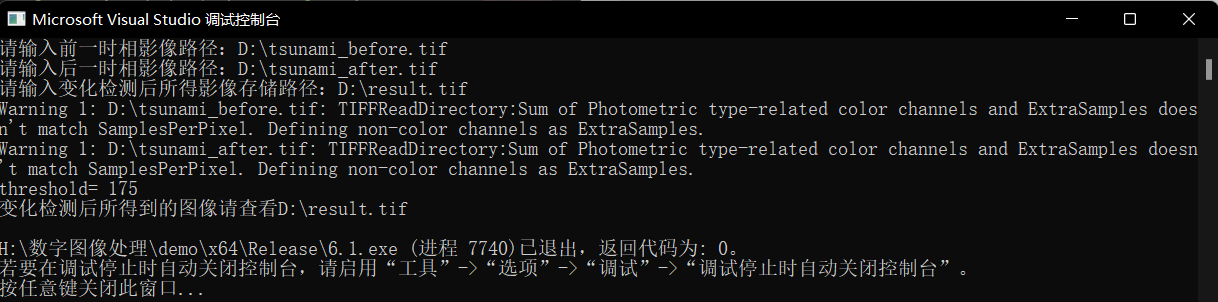 Microsoft Visual Studio 调试控制台
请输入前一时相影像路径：D:\tsunami_before.tif
请输入后一时相影像路径：D:\tsunami_after.tif
请输入变化检测后所得影像存储路径：D:\result.tif
Warning 1: D:\tsunami_before.tif: TIFFReadDirectory:Sum of Photometric type-related color channels and ExtraSamples does
n't match SamplesPerPixel. Defining non-color channels as ExtraSamples.
Warning 1: D:\tsunami_after.tif: TIFFReadDirectory:Sum of Photometric type-related color channels and ExtraSamples doesn
't match SamplesPerPixel. Defining non-color channels as ExtraSamples.
threshold= 175
变化检测后所得到的图像请查看D:\result.tif
H:\数字图像处理\demo\x64\Release\6.1.exe (进程 7740)已退出，返回代码为: 0。
若要在调试停止时自动关闭控制台，请启用“工具”->“选项”->“调试”->“调试停止时自动关闭控制台”。
按任意键关闭此窗口...